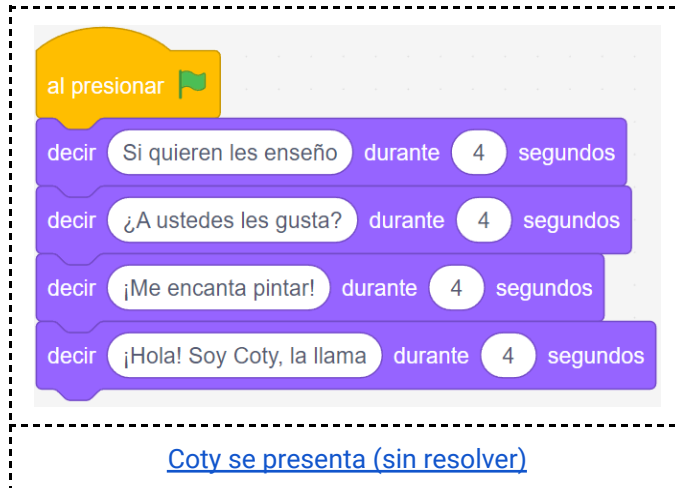 al presionar
decir Si quieren les enseño durante 4 segundos
decir ¿A ustedes les gusta? durante 4 segundos
decir ¡Me encanta pintar! durante 4 segundos
decir ¡Hola! Soy Coty, la llama durante 4 segundos
Coty se presenta (sin resolver)